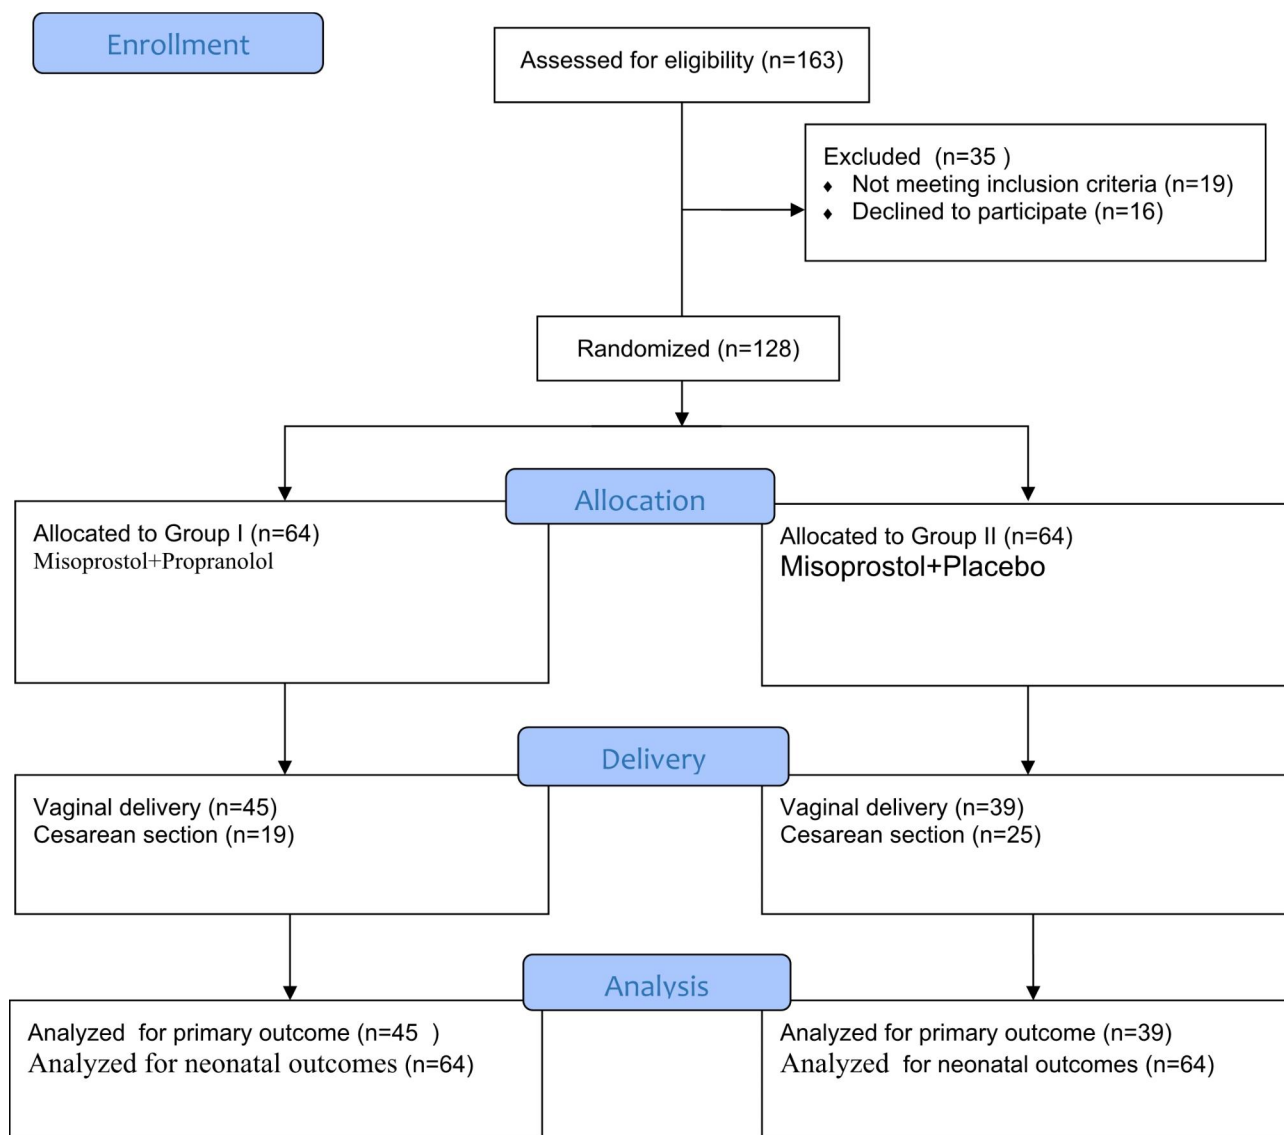 Enrollment
Assessed for eligibility (n=163)
Excluded (n=35 )
♦ Not meeting inclusion criteria (n=19)
♦ Declined to participate (n=16)
Randomized (n=128)
Allocation
Allocated to Group I (n=64)
Misoprostol+Propranolol
Allocated to Group II (n=64)
Misoprostol+Placebo
Delivery
Vaginal delivery (n=45)
Cesarean section (n=19)
Vaginal delivery (n=39)
Cesarean section (n=25)
Analysis
Analyzed for primary outcome (n=45 )
Analyzed for neonatal outcomes (n=64)
Analyzed for primary outcome (n=39)
Analyzed for neonatal outcomes (n=64)